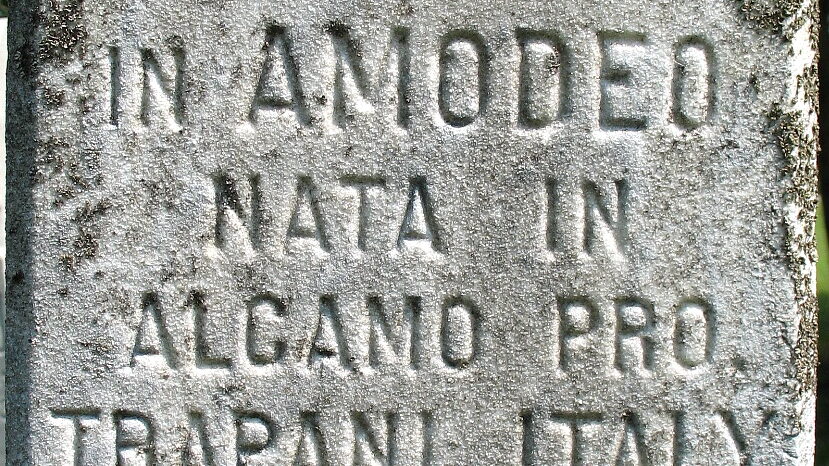 IN AMODEO
NATA IN
ALCAMO PRO.
TRAPANI ITALY